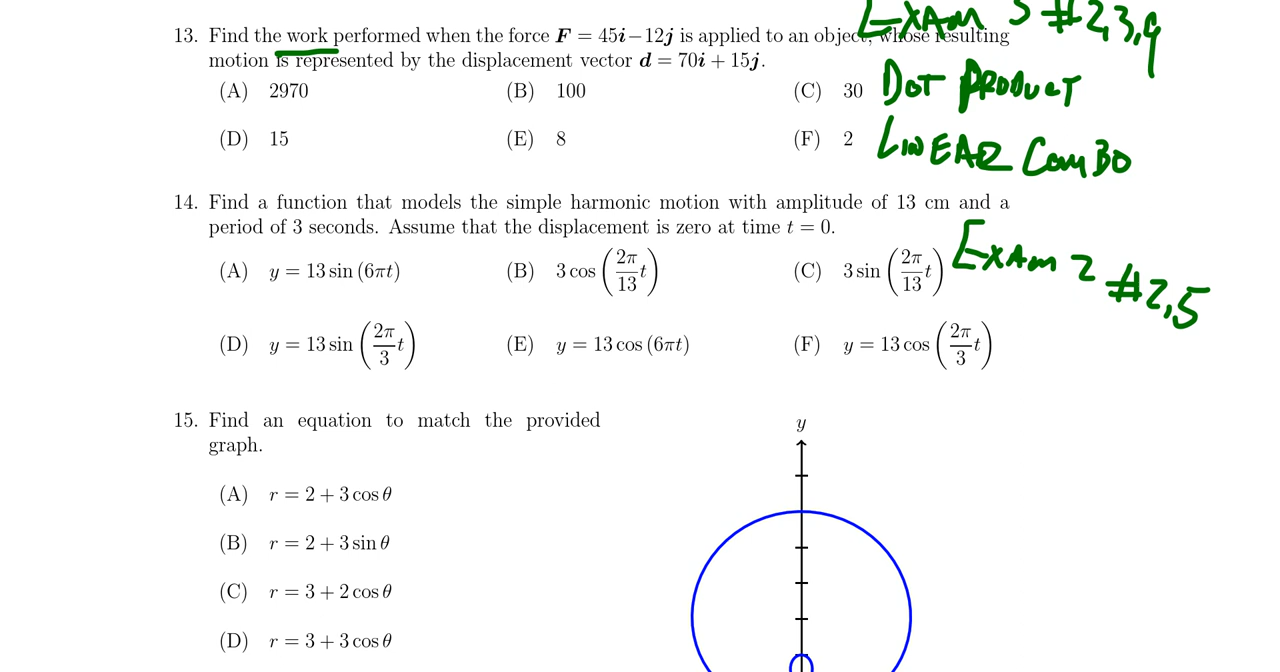 EXAM 3 #23,9
13. Find the work performed when the force F = 45i−12j is applied to an object, whose resulting
motion is represented by the displacement vector d = 70i + 15j.
(A) 2970 (B) 100 (C) 30
DOT PRODUCT
(D) 15 (E) 8 (F) 2
LINEAR COMBO
14. Find a function that models the simple harmonic motion with amplitude of 13 cm and a
period of 3 seconds. Assume that the displacement is zero at time t = 0.
(A) y = 13 sin (6πt) (B) 3 cos (2π/13 t) (C) 3 sin (2π/13 t)
EXAM 2 #2,5
(D) y = 13 sin (2π/3 t) (E) y = 13 cos (6πt) (F) y = 13 cos (2π/3 t)
15. Find an equation to match the provided
graph.
y
(A) r = 2 + 3 cos θ
(B) r = 2 + 3 sin θ
(C) r = 3 + 2 cos θ
(D) r = 3 + 3 cos θ